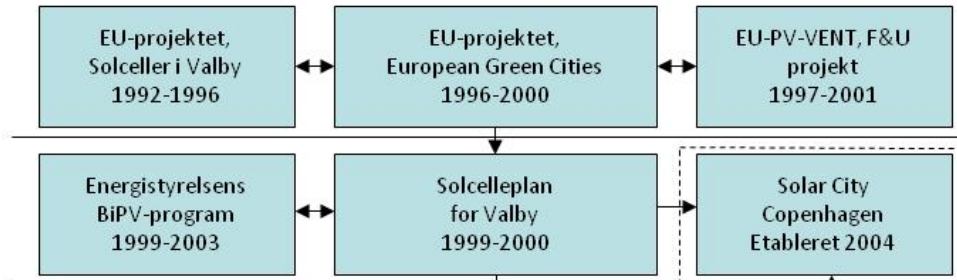 EU-projektet,
Solceller i Valby
1992-1996
EU-projektet,
European Green Cities
1996-2000
EU-PV-VENT, F&U
projekt
1997-2001
Energistyrelsens
BiPV-program
1999-2003
Solcelleplan
for Valby
1999-2000
Solar City
Copenhagen
Etableret 2004